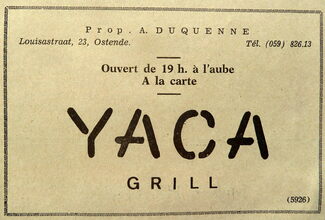 Prop. A. DUQUENNE
Louisastraat, 23, Ostende. Tél. (059) 826.13
Ouvert de 19 h. à l'aube
A la carte
YACA
GRILL
(5926)